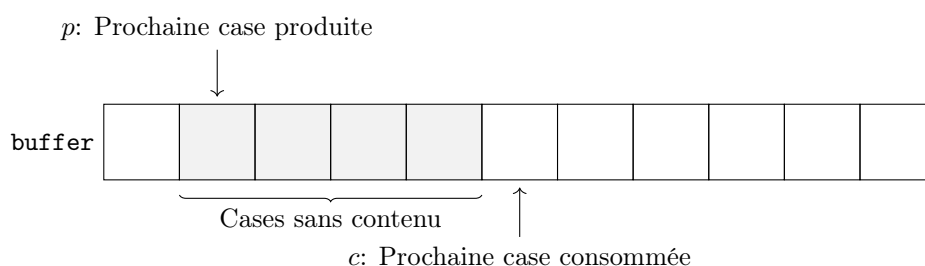 p: Prochaine case produite
buffer
Cases sans contenu
c: Prochaine case consommée